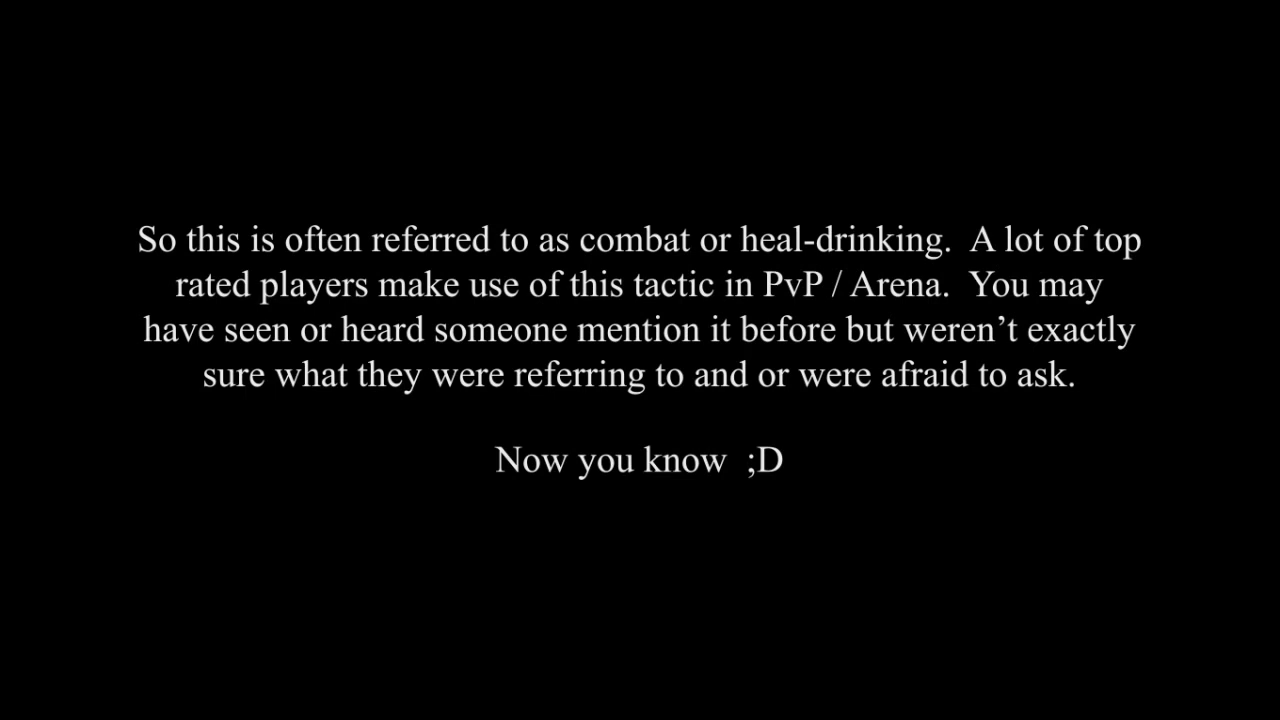 So this is often referred to as combat or heal-drinking.  A lot of top
rated players make use of this tactic in PvP / Arena.  You may
have seen or heard someone mention it before but weren’t exactly
sure what they were referring to and or were afraid to ask.
Now you know  ;D